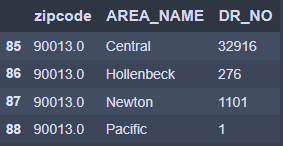 zipcode AREA_NAME DR_NO
85 90013.0 Central 32916
86 90013.0 Hollenbeck 276
87 90013.0 Newton 1101
88 90013.0 Pacific 1